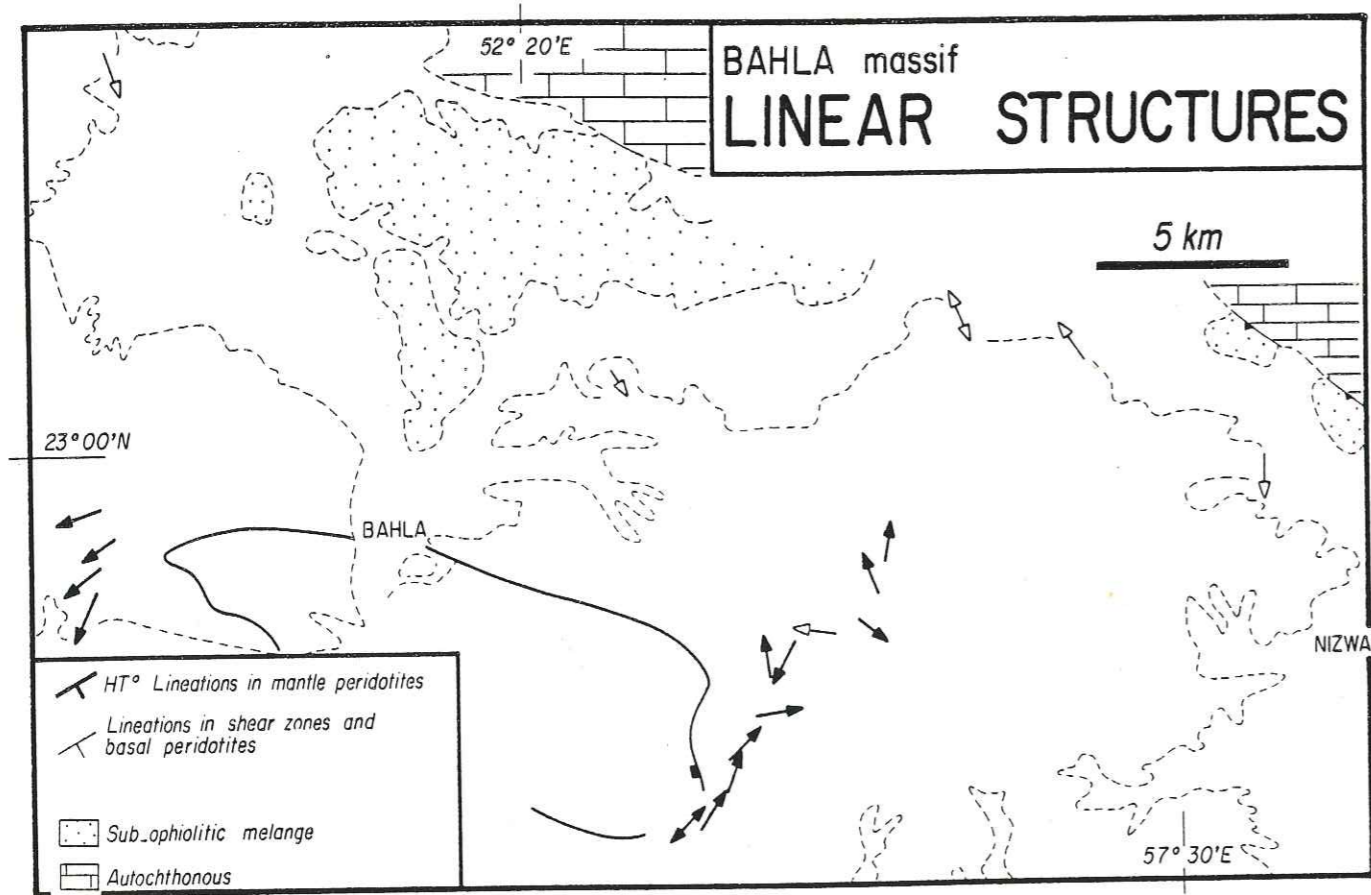 52° 20'E
BAHLA massif
LINEAR STRUCTURES
5 km
23°00'N
BAHLA
NIZWA
HT° Lineations in mantle peridotites
Lineations in shear zones and
basal peridotites
Sub_ophiolitic melange
Autochthonous
57° 30'E